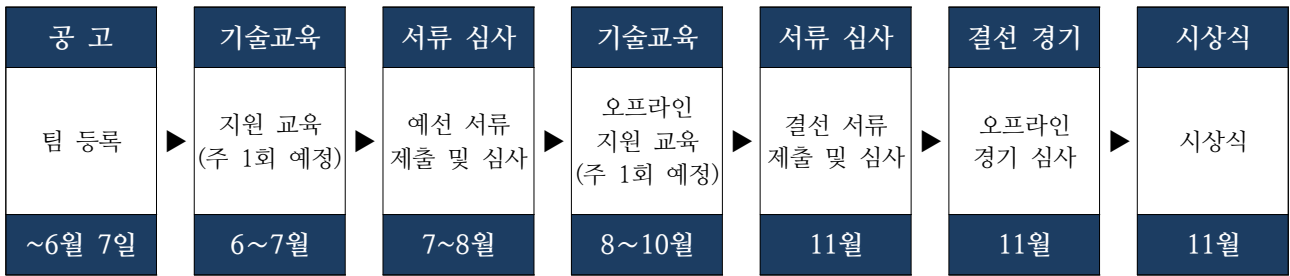 공 고
팀 등록
~6월 7일
▶
기술교육
지원 교육
(주 1회 예정)
6~7월
▶
서류 심사
예선 서류
제출 및 심사
7~8월
▶
기술교육
오프라인
지원 교육
(주 1회 예정)
8~10월
▶
서류 심사
결선 서류
제출 및 심사
11월
▶
결선 경기
오프라인
경기 심사
11월
▶
시상식
시상식
11월